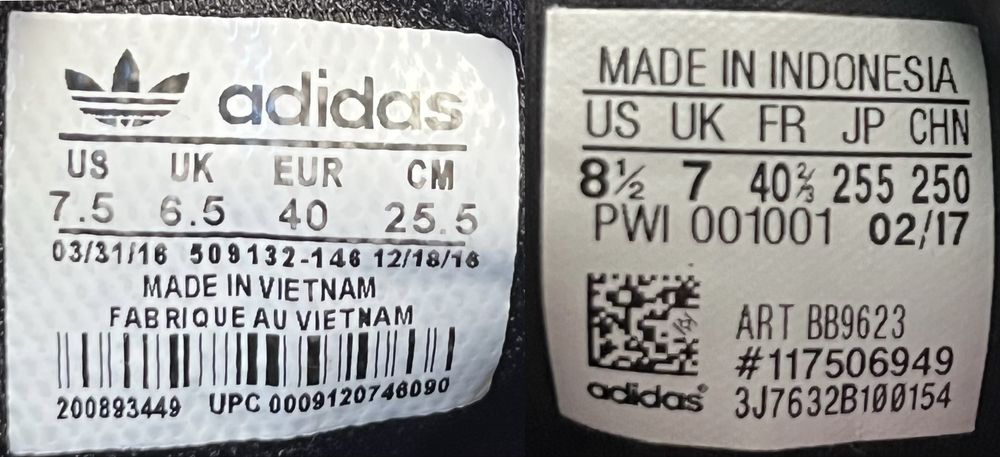 adidas
US UK EUR CM
7.5 6.5 40 25.5
03/31/16 509132-146 12/18/16
MADE IN VIETNAM
FABRIQUE AU VIETNAM
200893449 UPC 0009120746090
MADE IN INDONESIA
US UK FR JP CHN
8½ 7 40⅔ 255 250
PWI 001001 02/17
ART BB9623
#117506949
adidas® 3J7632B100154